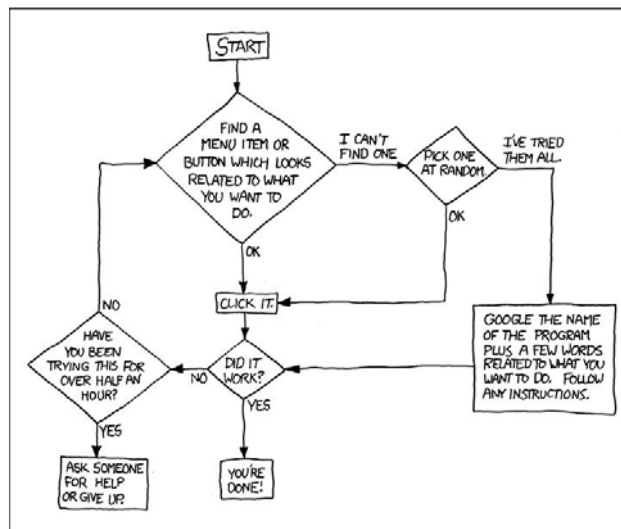 START
FIND A
MENU ITEM OR
BUTTON WHICH LOOKS
RELATED TO WHAT
YOU WANT TO
DO.
I CAN'T
FIND ONE
PICK ONE
AT RANDOM.
I'VE TRIED
THEM ALL.
OK
OK
CLICK IT.
NO
HAVE
YOU BEEN
TRYING THIS FOR
OVER HALF AN
HOUR?
NO
DID IT
WORK?
GOOGLE THE NAME
OF THE PROGRAM
PLUS A FEW WORDS
RELATED TO WHAT YOU
WANT TO DO. FOLLOW
ANY INSTRUCTIONS.
YES
YES
ASK SOMEONE
FOR HELP
OR GIVE UP.
YOU'RE
DONE!